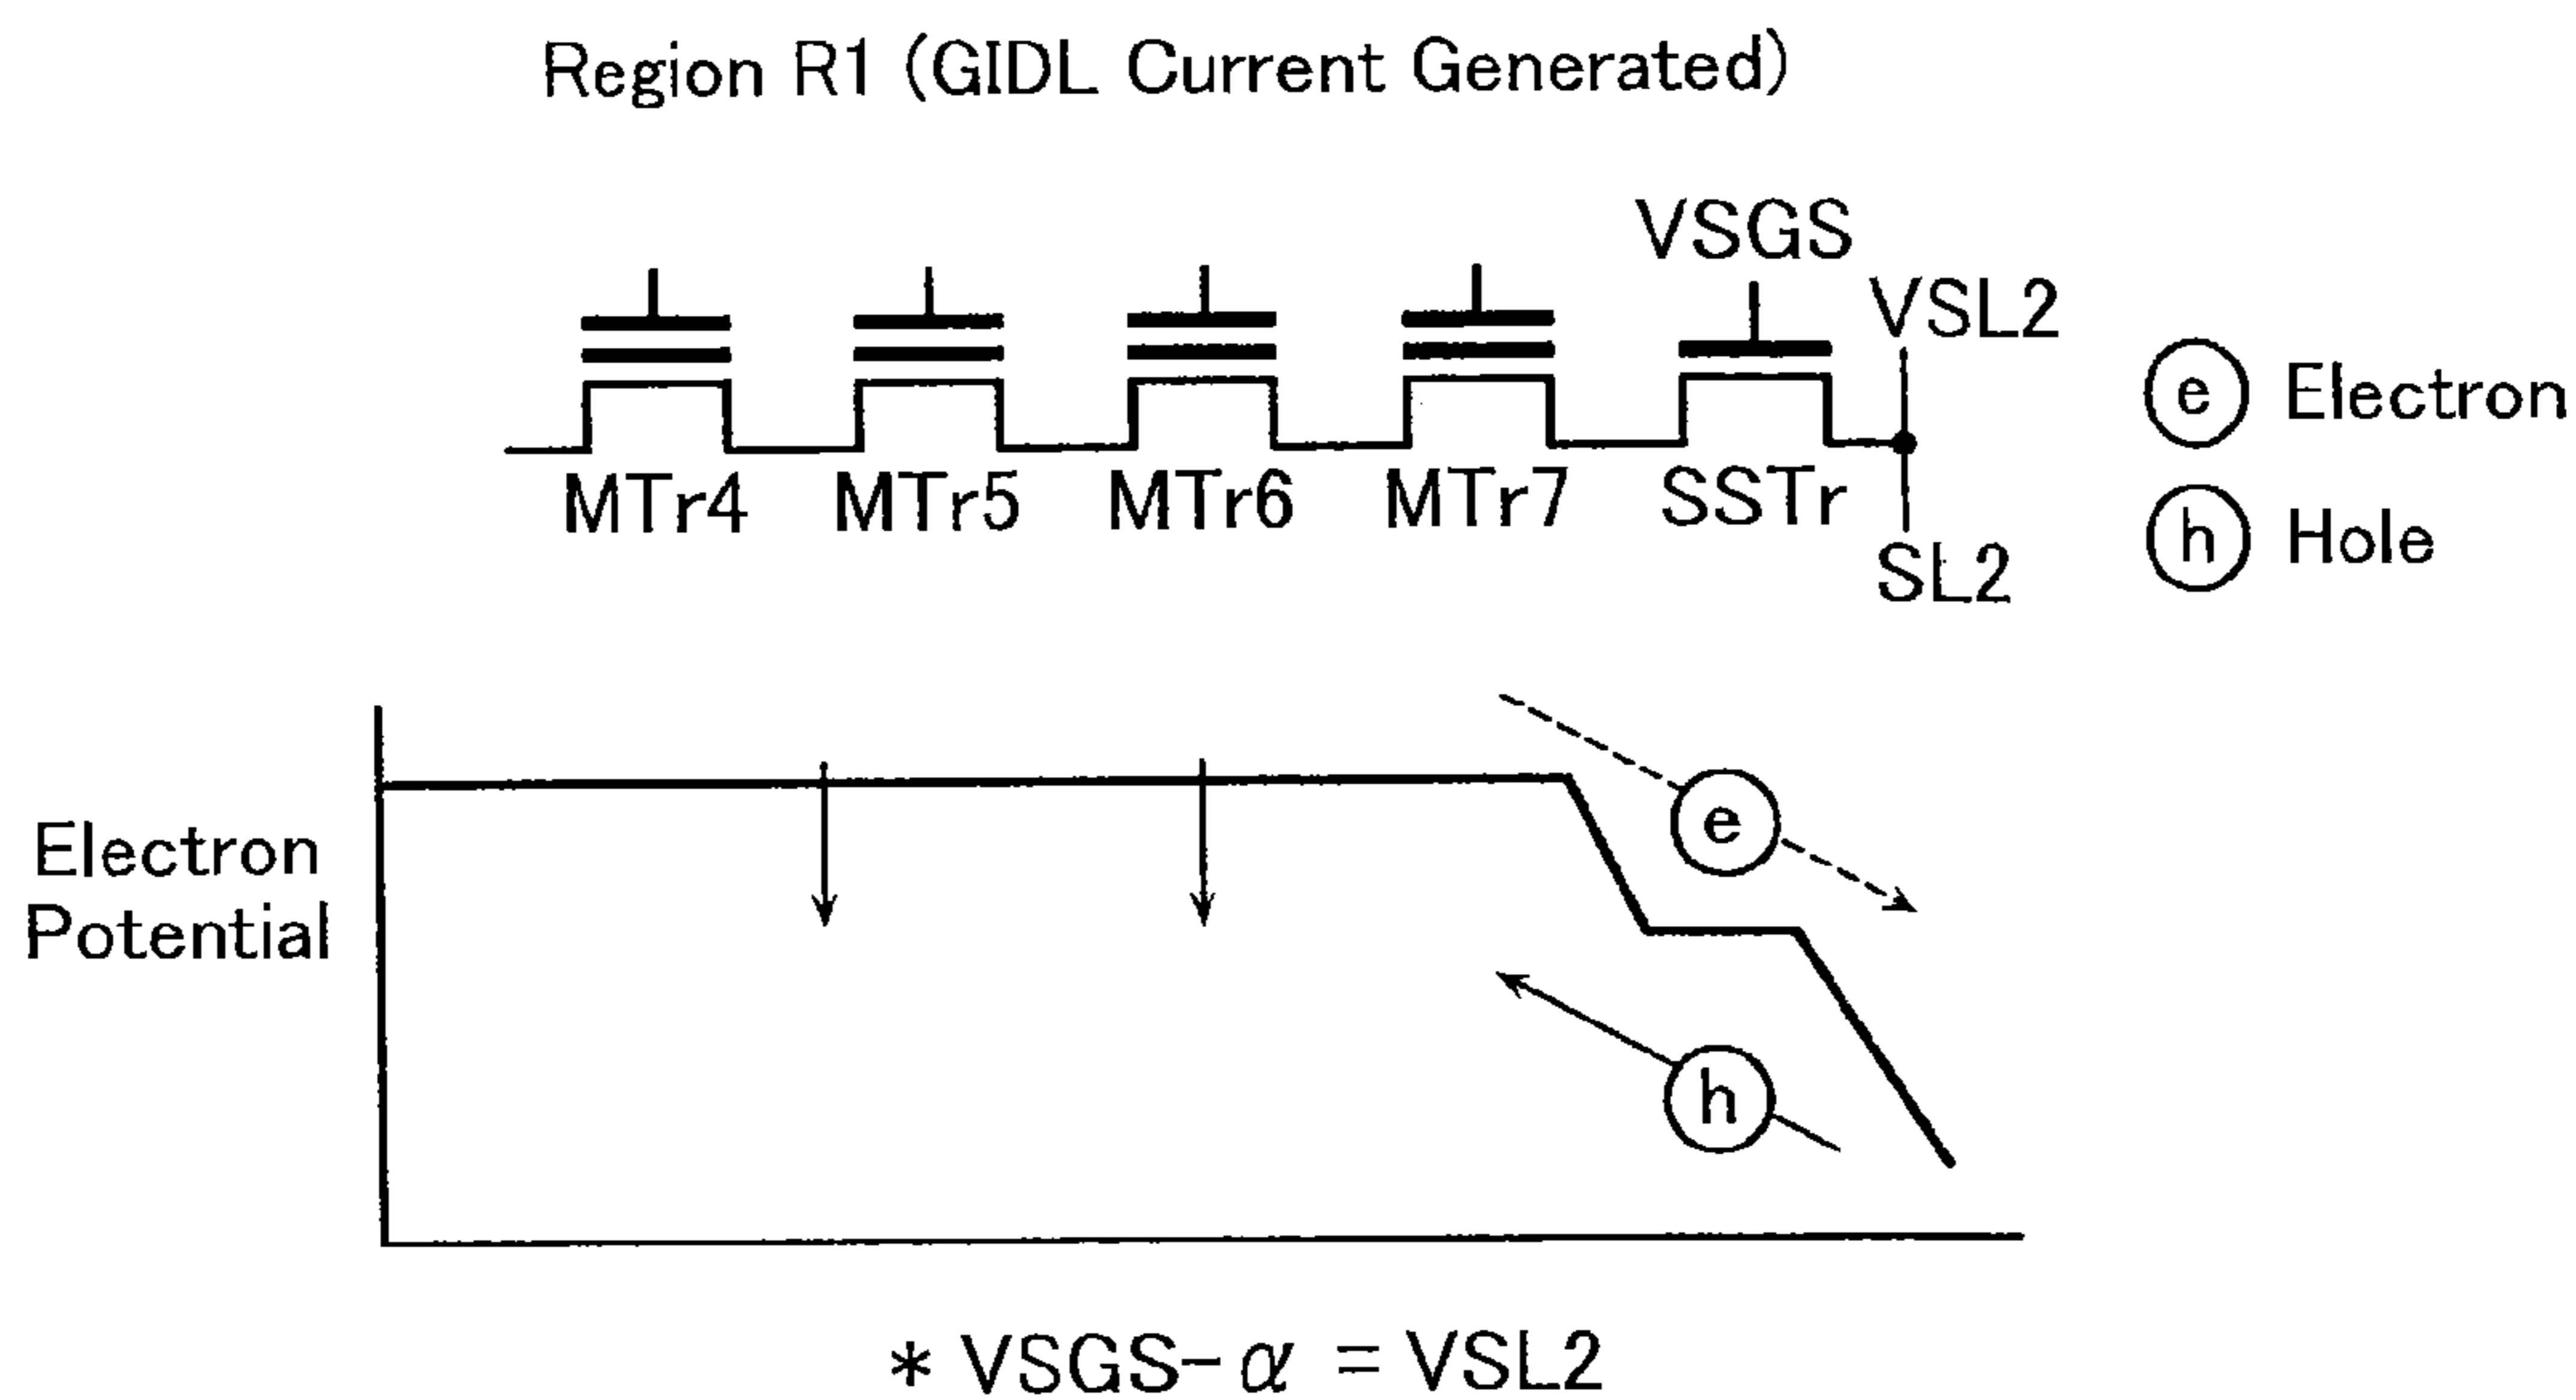 Region R1 (GIDL Current Generated)
VSGS
VSL2
MTr4
MTr5
MTr6
MTr7
SSTr
SL2
e Electron
h Hole
Electron
Potential
e
h
* VSGS-α = VSL2